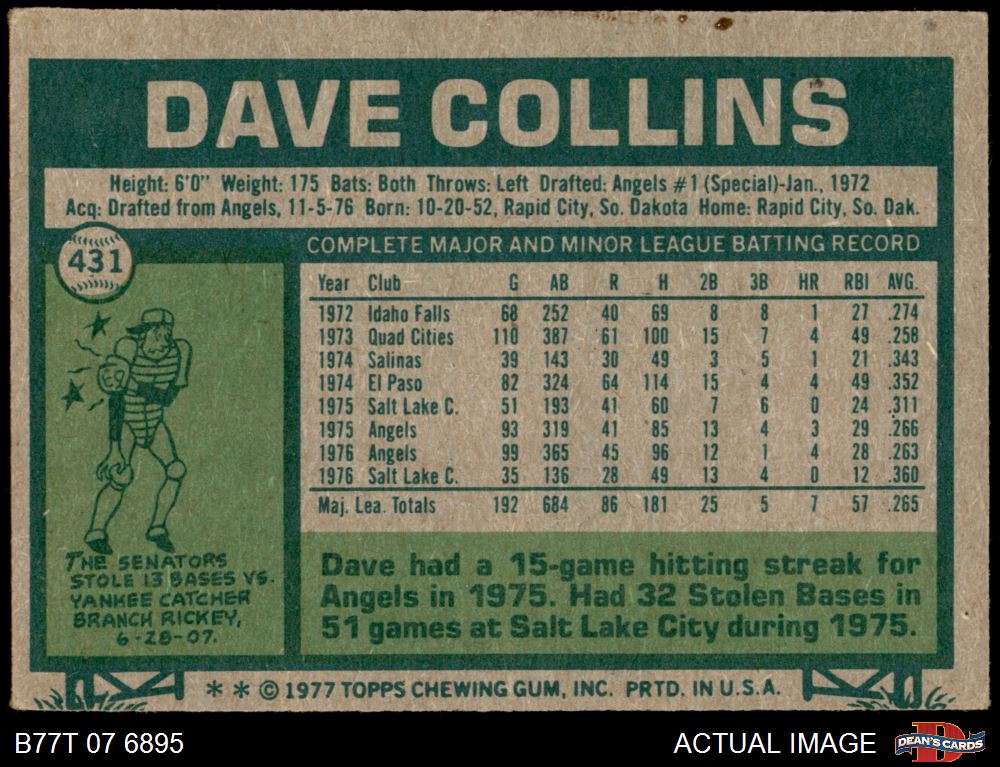 DAVE COLLINS
Height: 6'0" Weight: 175 Bats: Both Throws: Left Drafted: Angels #1 (Special)-Jan., 1972
Acq: Drafted from Angels, 11-5-76 Born: 10-20-52, Rapid City, So. Dakota Home: Rapid City, So. Dak.
431
COMPLETE MAJOR AND MINOR LEAGUE BATTING RECORD
Year Club G AB R H 2B 3B HR RBI AVG.
1972 Idaho Falls 68 252 40 69 8 8 1 27 .274
1973 Quad Cities 110 387 61 100 15 7 4 49 .258
1974 Salinas 39 143 30 49 3 5 1 21 .343
1974 El Paso 82 324 64 114 15 4 4 49 .352
1975 Salt Lake C. 51 193 41 60 7 6 0 24 .311
1975 Angels 93 319 41 85 13 4 3 29 .266
1976 Angels 99 365 45 96 12 1 4 28 .263
1976 Salt Lake C. 35 136 28 49 13 4 0 12 .360
Maj. Lea. Totals 192 684 86 181 25 5 7 57 .265
THE SENATORS
STOLE 13 BASES VS.
YANKEE CATCHER
BRANCH RICKEY,
6-28-07.
Dave had a 15-game hitting streak for
Angels in 1975. Had 32 Stolen Bases in
51 games at Salt Lake City during 1975.
* * © 1977 TOPPS CHEWING GUM, INC. PRTD. IN U.S.A.
B77T 07 6895
ACTUAL IMAGE
DEAN'S CARDS